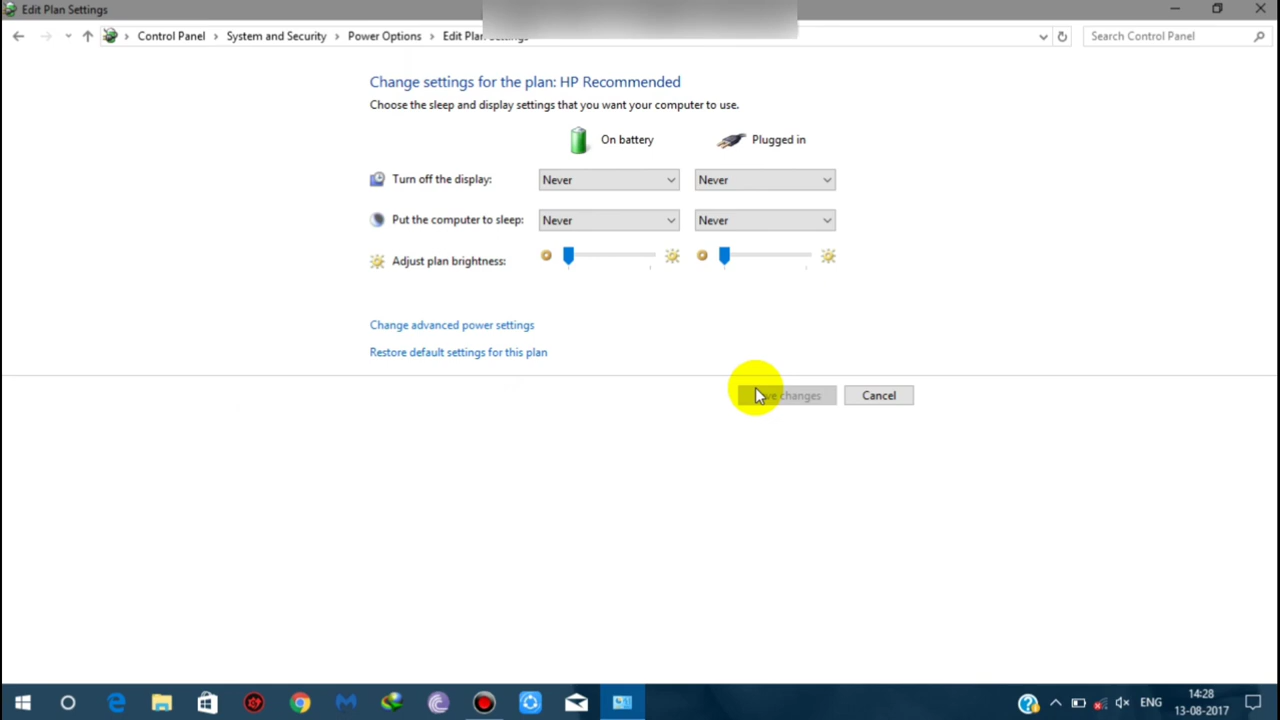 Edit Plan Settings
Control Panel System and Security Power Options Edit Plan Settings
Search Control Panel
Change settings for the plan: HP Recommended
Choose the sleep and display settings that you want your computer to use.
On battery Plugged in
Turn off the display: Never Never
Put the computer to sleep: Never Never
Adjust plan brightness:
Change advanced power settings
Restore default settings for this plan
changes Cancel
ENG
14:28
13-08-2017